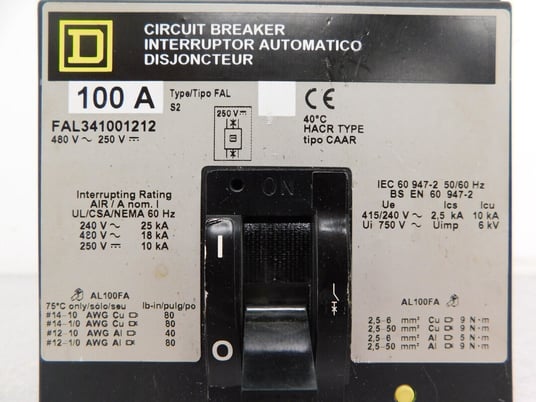 D
CIRCUIT BREAKER
INTERRUPTOR AUTOMATICO
DISJONCTEUR
100 A
Type/Tipo FAL
S2
CE
FAL341001212
480 V ~ 250 V ⎓
250 V ⎓
40°C
HACR TYPE
tipo CAAR
ON
Interrupting Rating
AIR / A nom. I
UL/CSA/NEMA 60 Hz
240 V ~ 25 kA
480 V ~ 18 kA
250 V ⎓ 10 kA
IEC 60 947-2 50/60 Hz
BS EN 60 947-2
Ue Ics Icu
415/240 V ~ 2,5 kA 10 kA
Ui 750 V ~ Uimp 6 kV
I
O
AL100FA
75°C only/sólo/seul lb-in/pulg/po
#14-10 AWG Cu 80
#14-1/0 AWG Cu 80
#12-10 AWG Al 40
#12-1/0 AWG Al 80
AL100FA
2,5-6 mm² Cu 9 N·m
2,5-50 mm² Cu 9 N·m
2,5-6 mm² Al 5 N·m
2,5-50 mm² Al 9 N·m